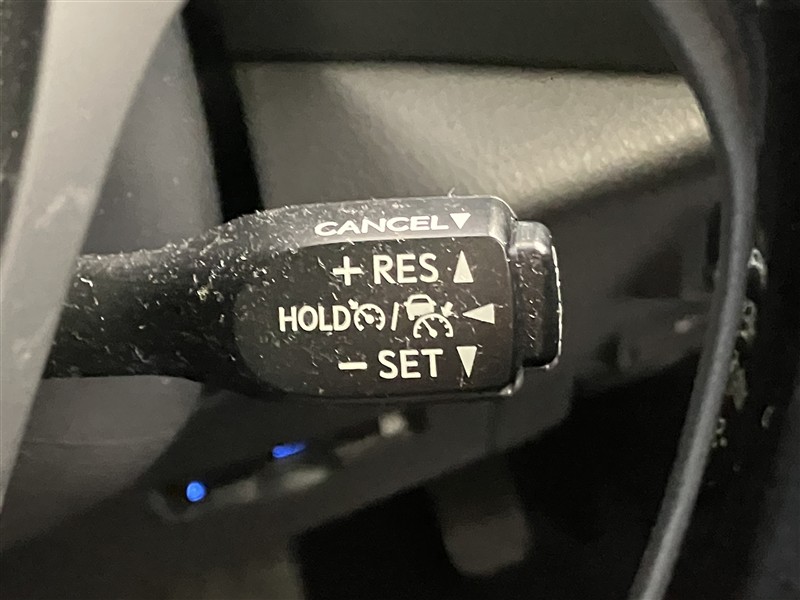 CANCEL▼
+ RES ▲
HOLD / ◀
− SET ▼